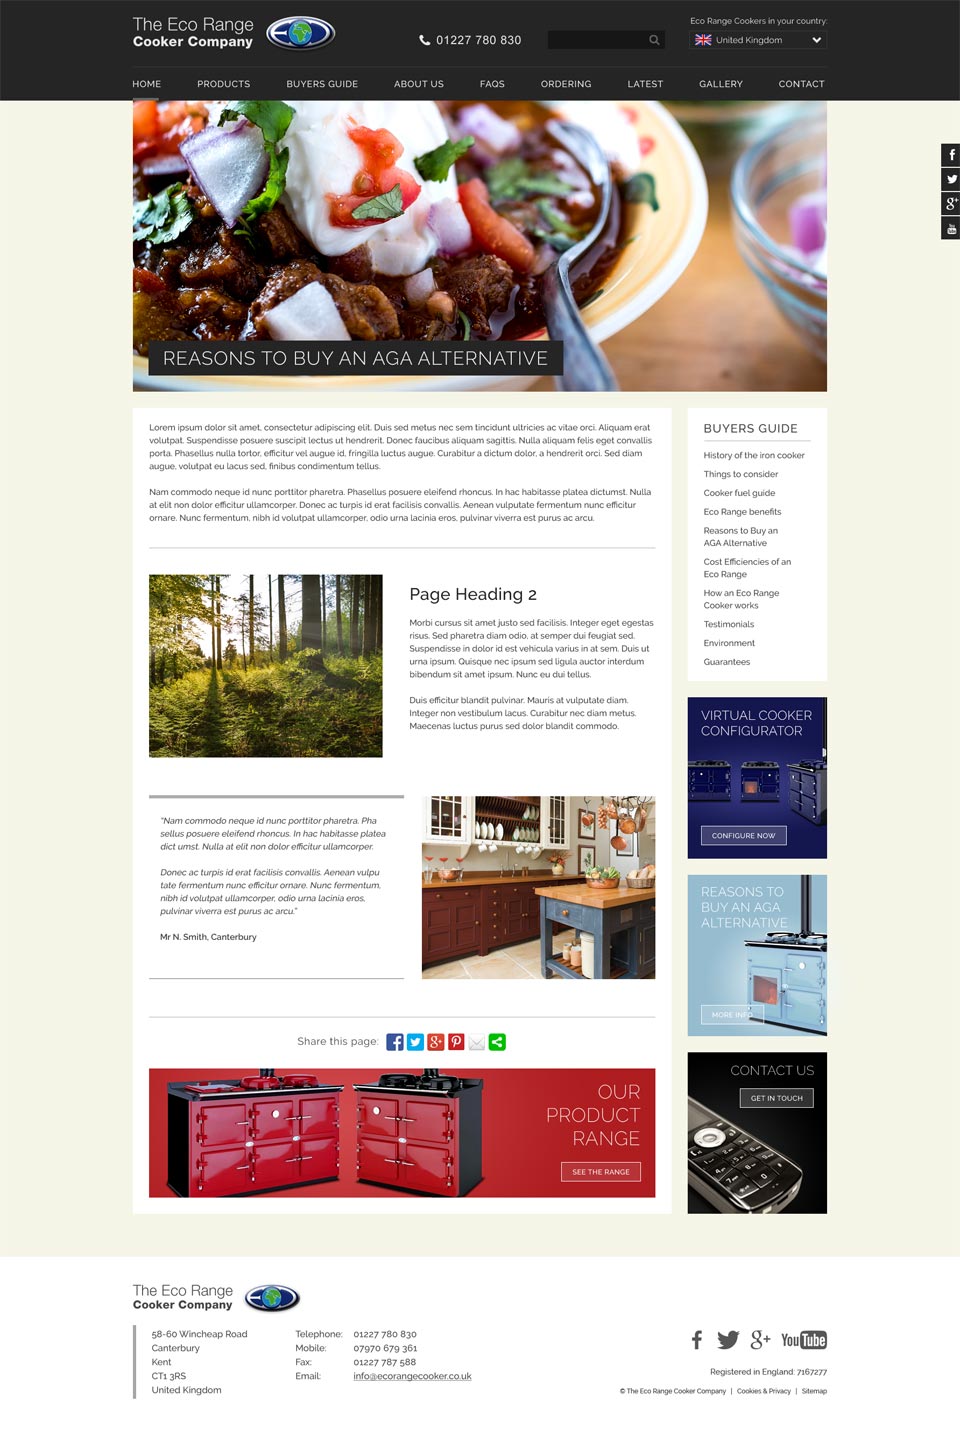 The Eco Range
Cooker Company
01227 780 830
Eco Range Cookers in your country:
United Kingdom
HOME PRODUCTS BUYERS GUIDE ABOUT US FAQS ORDERING LATEST GALLERY CONTACT
REASONS TO BUY AN AGA ALTERNATIVE
Lorem ipsum dolor sit amet, consectetur adipiscing elit. Duis sed metus nec sem tincidunt ultricies ac vitae orci. Aliquam erat
volutpat. Suspendisse posuere suscipit lectus ut hendrerit. Donec faucibus aliquam sagittis. Nulla aliquam felis eget convallis
porta. Phasellus nulla tortor, efficitur vel augue id, fringilla luctus augue. Curabitur a dictum dolor, a hendrerit orci. Sed diam
augue, volutpat eu lacus sed, finibus condimentum tellus.
Nam commodo neque id nunc porttitor pharetra. Phasellus posuere eleifend rhoncus. In hac habitasse platea dictumst. Nulla
at elit non dolor efficitur ullamcorper. Donec ac turpis id erat facilisis convallis. Aenean vulputate fermentum nunc efficitur
ornare. Nunc fermentum, nibh id volutpat ullamcorper, odio urna lacinia eros, pulvinar viverra est purus ac arcu.
Page Heading 2
Morbi cursus sit amet justo sed facilisis. Integer eget egestas
risus. Sed pharetra diam odio, at semper dui feugiat sed.
Suspendisse in dolor id est vehicula varius in at sem. Duis ut
urna ipsum. Quisque nec ipsum sed ligula auctor interdum
bibendum sit amet ipsum. Nunc eu dui tellus.
Duis efficitur blandit pulvinar. Mauris at vulputate diam.
Integer non vestibulum lacus. Curabitur nec diam metus.
Maecenas luctus purus sed dolor blandit commodo.
"Nam commodo neque id nunc porttitor pharetra. Pha
sellus posuere eleifend rhoncus. In hac habitasse platea
dict umst. Nulla at elit non dolor efficitur ullamcorper.
Donec ac turpis id erat facilisis convallis. Aenean vulpu
tate fermentum nunc efficitur ornare. Nunc fermentum,
nibh id volutpat ullamcorper, odio urna lacinia eros,
pulvinar viverra est purus ac arcu."
Mr N. Smith, Canterbury
Share this page:
OUR
PRODUCT
RANGE
SEE THE RANGE
BUYERS GUIDE
History of the iron cooker
Things to consider
Cooker fuel guide
Eco Range benefits
Reasons to Buy an
AGA Alternative
Cost Efficiencies of an
Eco Range
How an Eco Range
Cooker works
Testimonials
Environment
Guarantees
VIRTUAL COOKER
CONFIGURATOR
CONFIGURE NOW
REASONS TO
BUY AN AGA
ALTERNATIVE
MORE INFO
CONTACT US
GET IN TOUCH
The Eco Range
Cooker Company
58-60 Wincheap Road
Canterbury
Kent
CT1 3RS
United Kingdom
Telephone: 01227 780 830
Mobile: 07970 679 361
Fax: 01227 787 588
Email: info@ecorangecooker.co.uk
You Tube
Registered in England: 7167277
© The Eco Range Cooker Company | Cookies & Privacy | Sitemap